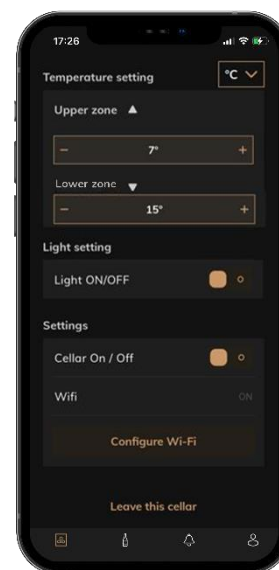 17:26
Temperature setting °C
Upper zone ▲
− 7° +
Lower zone ▼
− 15° +
Light setting
Light ON/OFF
Settings
Cellar On / Off
Wifi ON
Configure Wi-Fi
Leave this cellar